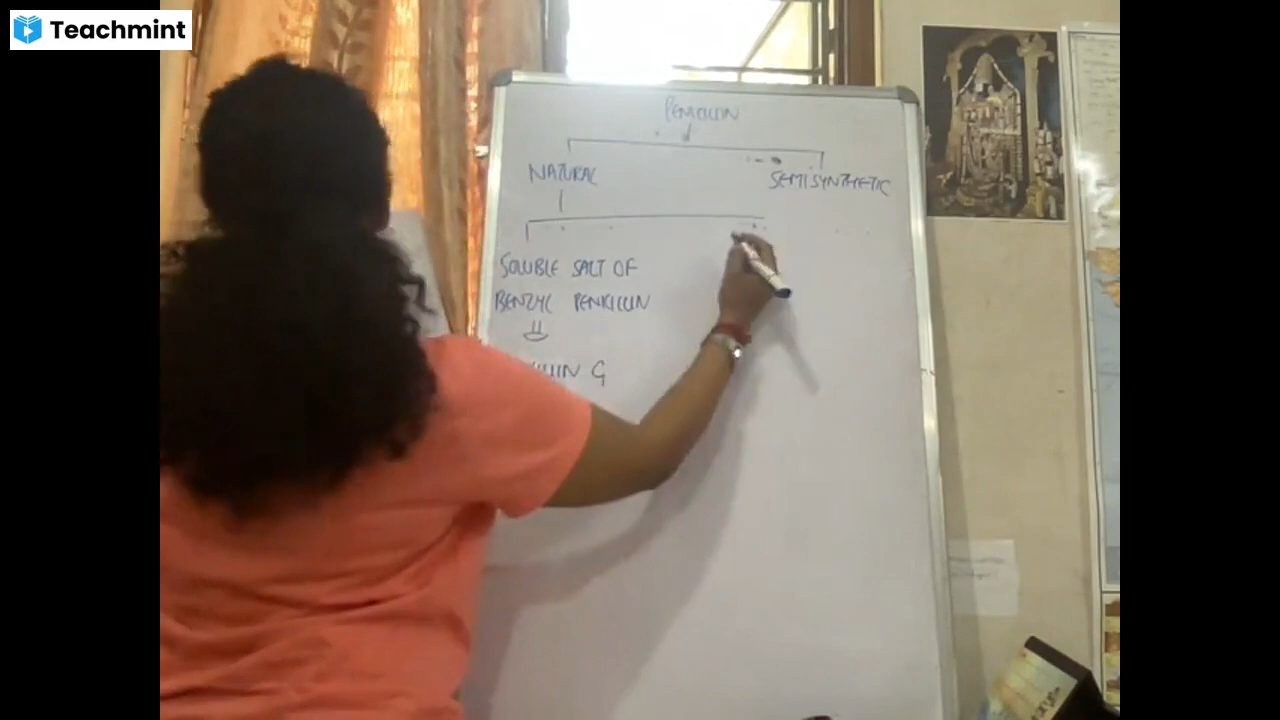 Teachmint
PENICILLIN
NATURAL
SEMISYNTHETIC
SOLUBLE SALT OF
BENZYL PENICILLIN
G